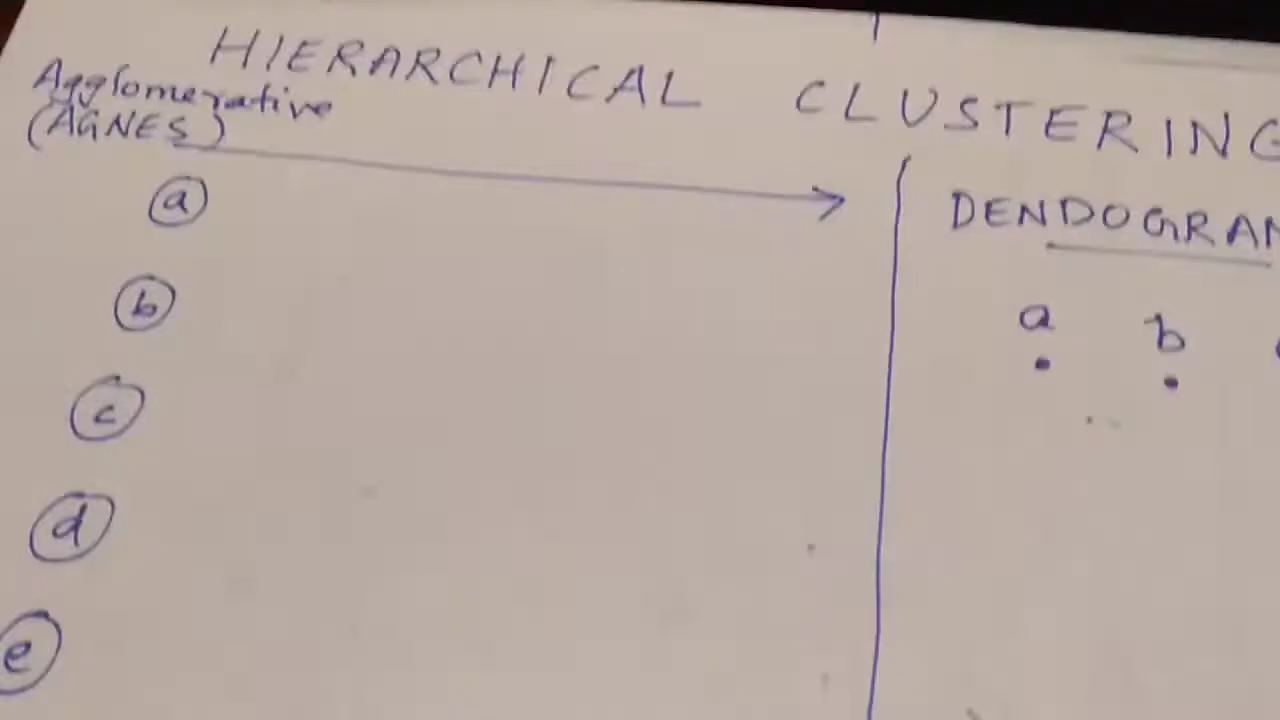 HIERARCHICAL CLUSTERING
Agglomerative
(AGNES)
a
b
c
d
e
DENDOGRAM
a b